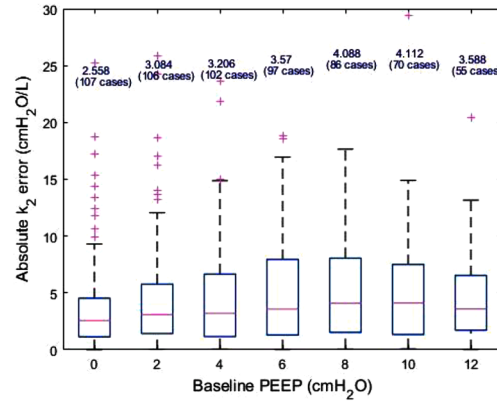 30
25
20
15
10
5
0
Absolute k2 error (cmH2O/L)
2.558
(107 cases)
3.084
(106 cases)
3.206
(102 cases)
3.57
(97 cases)
4.088
(86 cases)
4.112
(70 cases)
3.588
(55 cases)
0 2 4 6 8 10 12
Baseline PEEP (cmH2O)